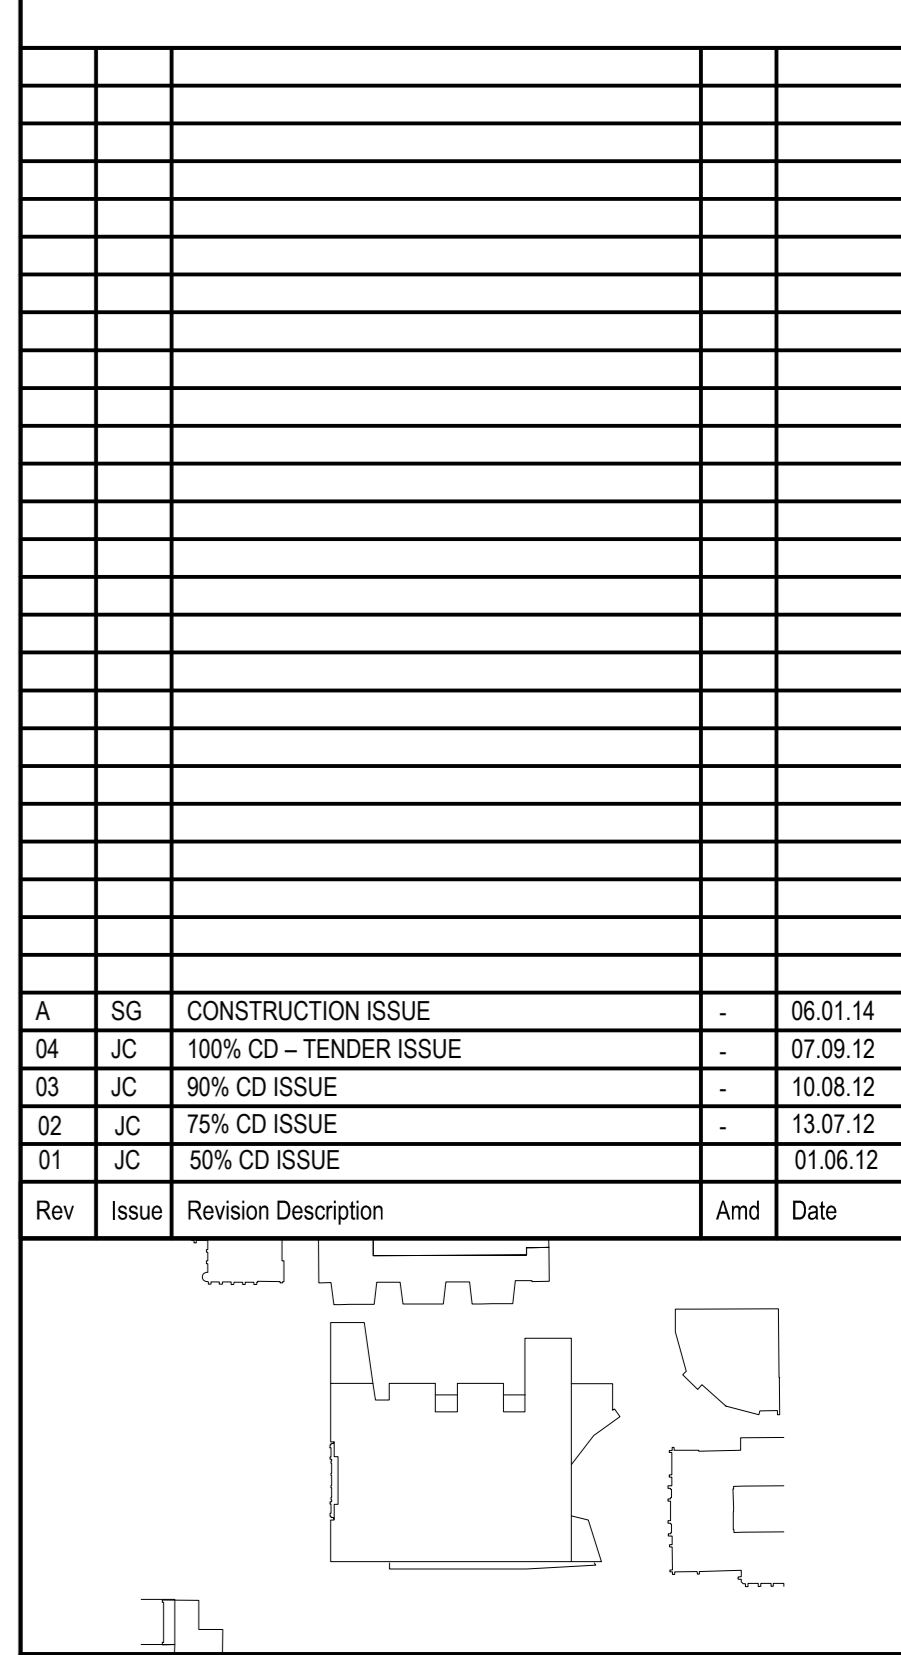 A SG CONSTRUCTION ISSUE - 06.01.14
04 JC 100% CD – TENDER ISSUE - 07.09.12
03 JC 90% CD ISSUE - 10.08.12
02 JC 75% CD ISSUE - 13.07.12
01 JC 50% CD ISSUE 01.06.12
Rev Issue Revision Description Amd Date